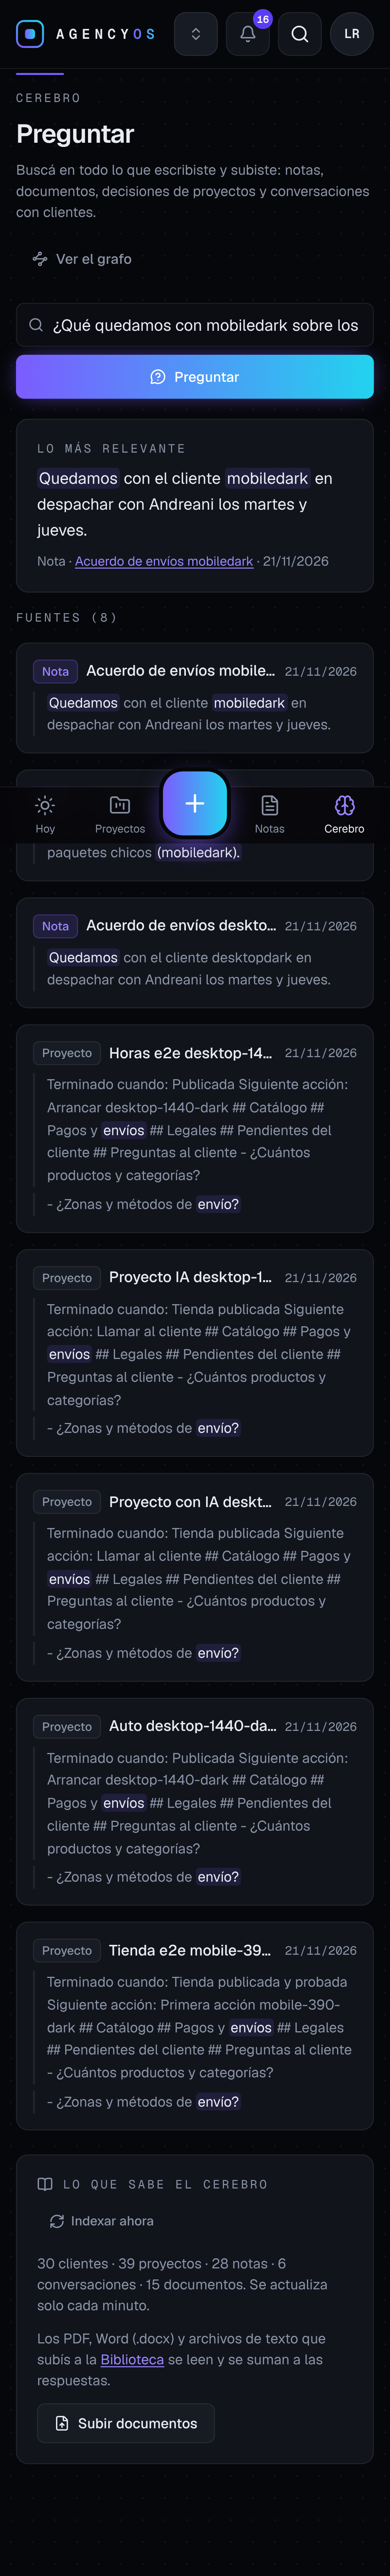 AGENCYOS
16
LR
CEREBRO
Preguntar
Buscá en todo lo que escribiste y subiste: notas,
documentos, decisiones de proyectos y conversaciones
con clientes.
Ver el grafo
¿Qué quedamos con mobiledark sobre los
Preguntar
LO MÁS RELEVANTE
Quedamos con el cliente mobiledark en
despachar con Andreani los martes y
jueves.
Nota · Acuerdo de envíos mobiledark · 21/11/2026
FUENTES (8)
Nota Acuerdo de envíos mobile... 21/11/2026
Quedamos con el cliente mobiledark en
despachar con Andreani los martes y jueves.
Hoy Proyectos Notas Cerebro
paquetes chicos (mobiledark).
Nota Acuerdo de envíos deskto... 21/11/2026
Quedamos con el cliente desktopdark en
despachar con Andreani los martes y jueves.
Proyecto Horas e2e desktop-14... 21/11/2026
Terminado cuando: Publicada Siguiente acción:
Arrancar desktop-1440-dark ## Catálogo ##
Pagos y envíos ## Legales ## Pendientes del
cliente ## Preguntas al cliente - ¿Cuántos
productos y categorías?
- ¿Zonas y métodos de envío?
Proyecto Proyecto IA desktop-1... 21/11/2026
Terminado cuando: Tienda publicada Siguiente
acción: Llamar al cliente ## Catálogo ## Pagos y
envíos ## Legales ## Pendientes del cliente ##
Preguntas al cliente - ¿Cuántos productos y
categorías?
- ¿Zonas y métodos de envío?
Proyecto Proyecto con IA deskt... 21/11/2026
Terminado cuando: Tienda publicada Siguiente
acción: Llamar al cliente ## Catálogo ## Pagos y
envíos ## Legales ## Pendientes del cliente ##
Preguntas al cliente - ¿Cuántos productos y
categorías?
- ¿Zonas y métodos de envío?
Proyecto Auto desktop-1440-da... 21/11/2026
Terminado cuando: Publicada Siguiente acción:
Arrancar desktop-1440-dark ## Catálogo ##
Pagos y envíos ## Legales ## Pendientes del
cliente ## Preguntas al cliente - ¿Cuántos
productos y categorías?
- ¿Zonas y métodos de envío?
Proyecto Tienda e2e mobile-39... 21/11/2026
Terminado cuando: Tienda publicada y probada
Siguiente acción: Primera acción mobile-390-
dark ## Catálogo ## Pagos y envíos ## Legales
## Pendientes del cliente ## Preguntas al cliente
- ¿Cuántos productos y categorías?
- ¿Zonas y métodos de envío?
LO QUE SABE EL CEREBRO
Indexar ahora
30 clientes · 39 proyectos · 28 notas · 6
conversaciones · 15 documentos. Se actualiza
solo cada minuto.
Los PDF, Word (.docx) y archivos de texto que
subís a la Biblioteca se leen y se suman a las
respuestas.
Subir documentos